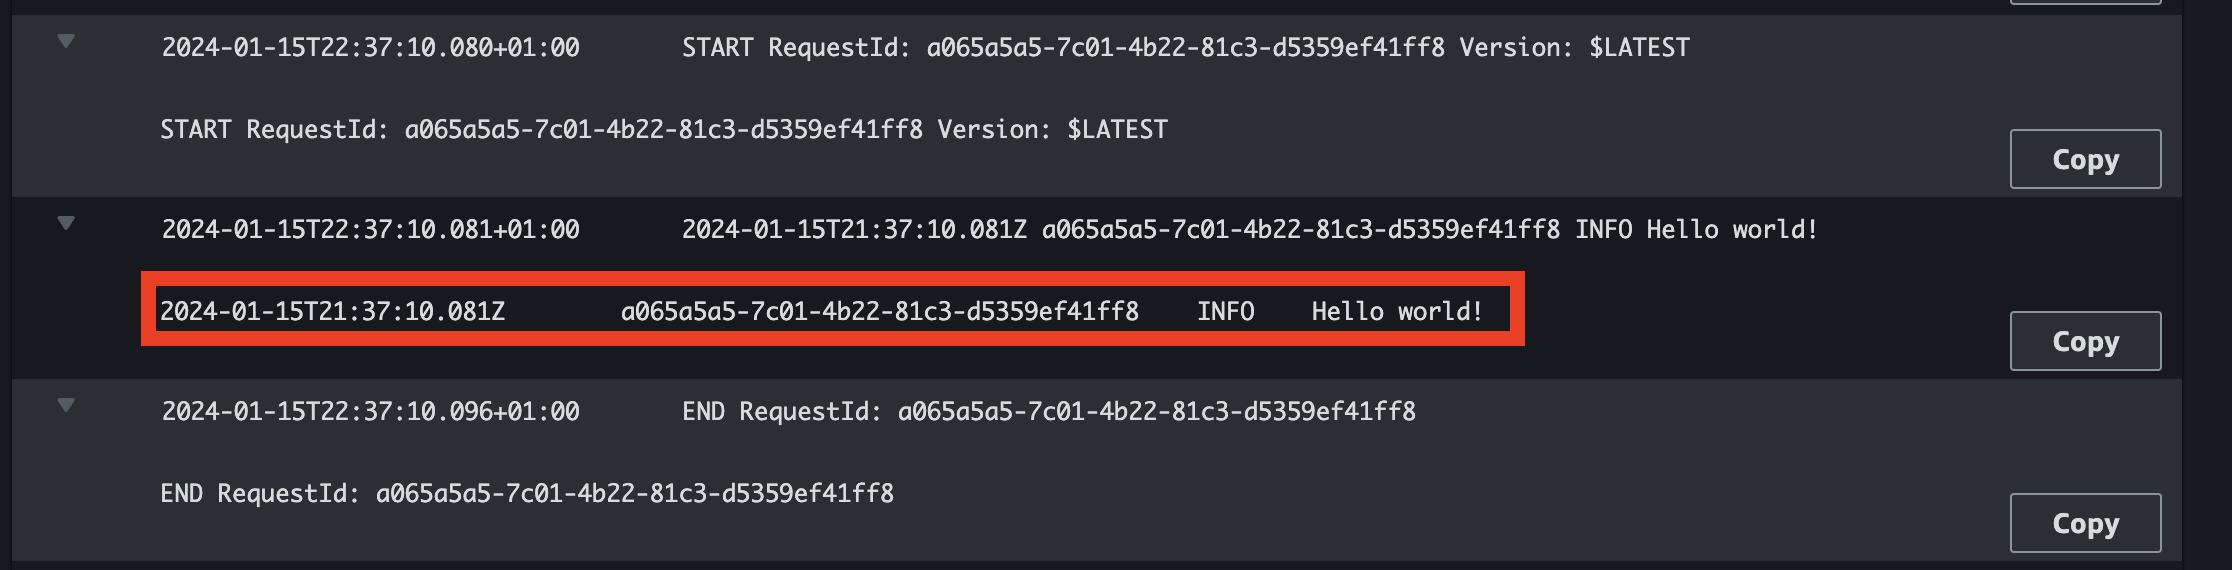 2024-01-15T22:37:10.080+01:00 START RequestId: a065a5a5-7c01-4b22-81c3-d5359ef41ff8 Version: $LATEST
START RequestId: a065a5a5-7c01-4b22-81c3-d5359ef41ff8 Version: $LATEST
Copy
2024-01-15T22:37:10.081+01:00 2024-01-15T21:37:10.081Z a065a5a5-7c01-4b22-81c3-d5359ef41ff8 INFO Hello world!
2024-01-15T21:37:10.081Z a065a5a5-7c01-4b22-81c3-d5359ef41ff8 INFO Hello world!
Copy
2024-01-15T22:37:10.096+01:00 END RequestId: a065a5a5-7c01-4b22-81c3-d5359ef41ff8
END RequestId: a065a5a5-7c01-4b22-81c3-d5359ef41ff8
Copy